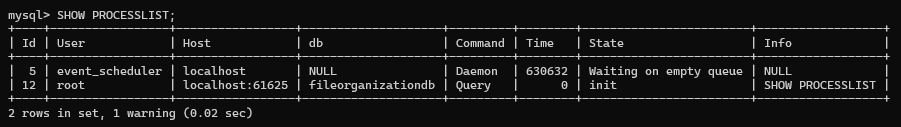 mysql> SHOW PROCESSLIST;
+----+-----------------+-----------------+--------------------+---------+--------+------------------------+------------------+
| Id | User            | Host            | db                 | Command | Time   | State                  | Info             |
+----+-----------------+-----------------+--------------------+---------+--------+------------------------+------------------+
|  5 | event_scheduler | localhost       | NULL               | Daemon  | 630632 | Waiting on empty queue | NULL             |
| 12 | root            | localhost:61625 | fileorganizationdb | Query   |      0 | init                   | SHOW PROCESSLIST |
+----+-----------------+-----------------+--------------------+---------+--------+------------------------+------------------+
2 rows in set, 1 warning (0.02 sec)